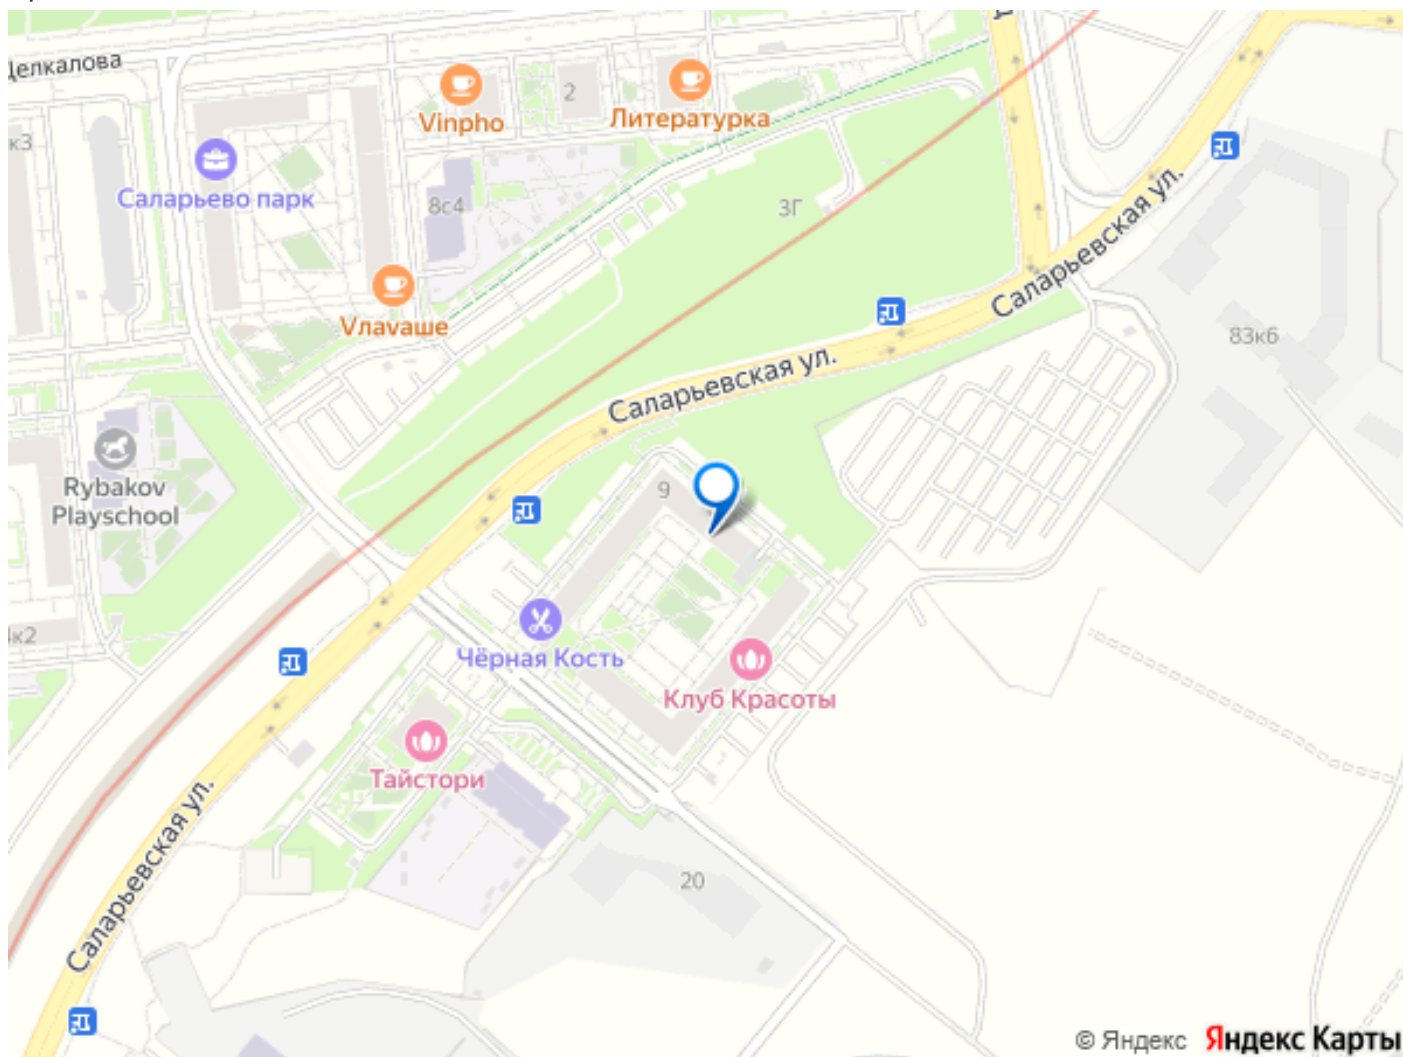 Vinpho
2
Литературка
к3
Саларьево парк
8с4
3Г
Саларьевская ул.
Vлаvаше
83к6
Саларьевская ул.
Rybakov
Playschool
9
к2
Чёрная Кость
Клуб Красоты
Тайстори
Саларьевская ул.
20
© Яндекс Яндекс Карты